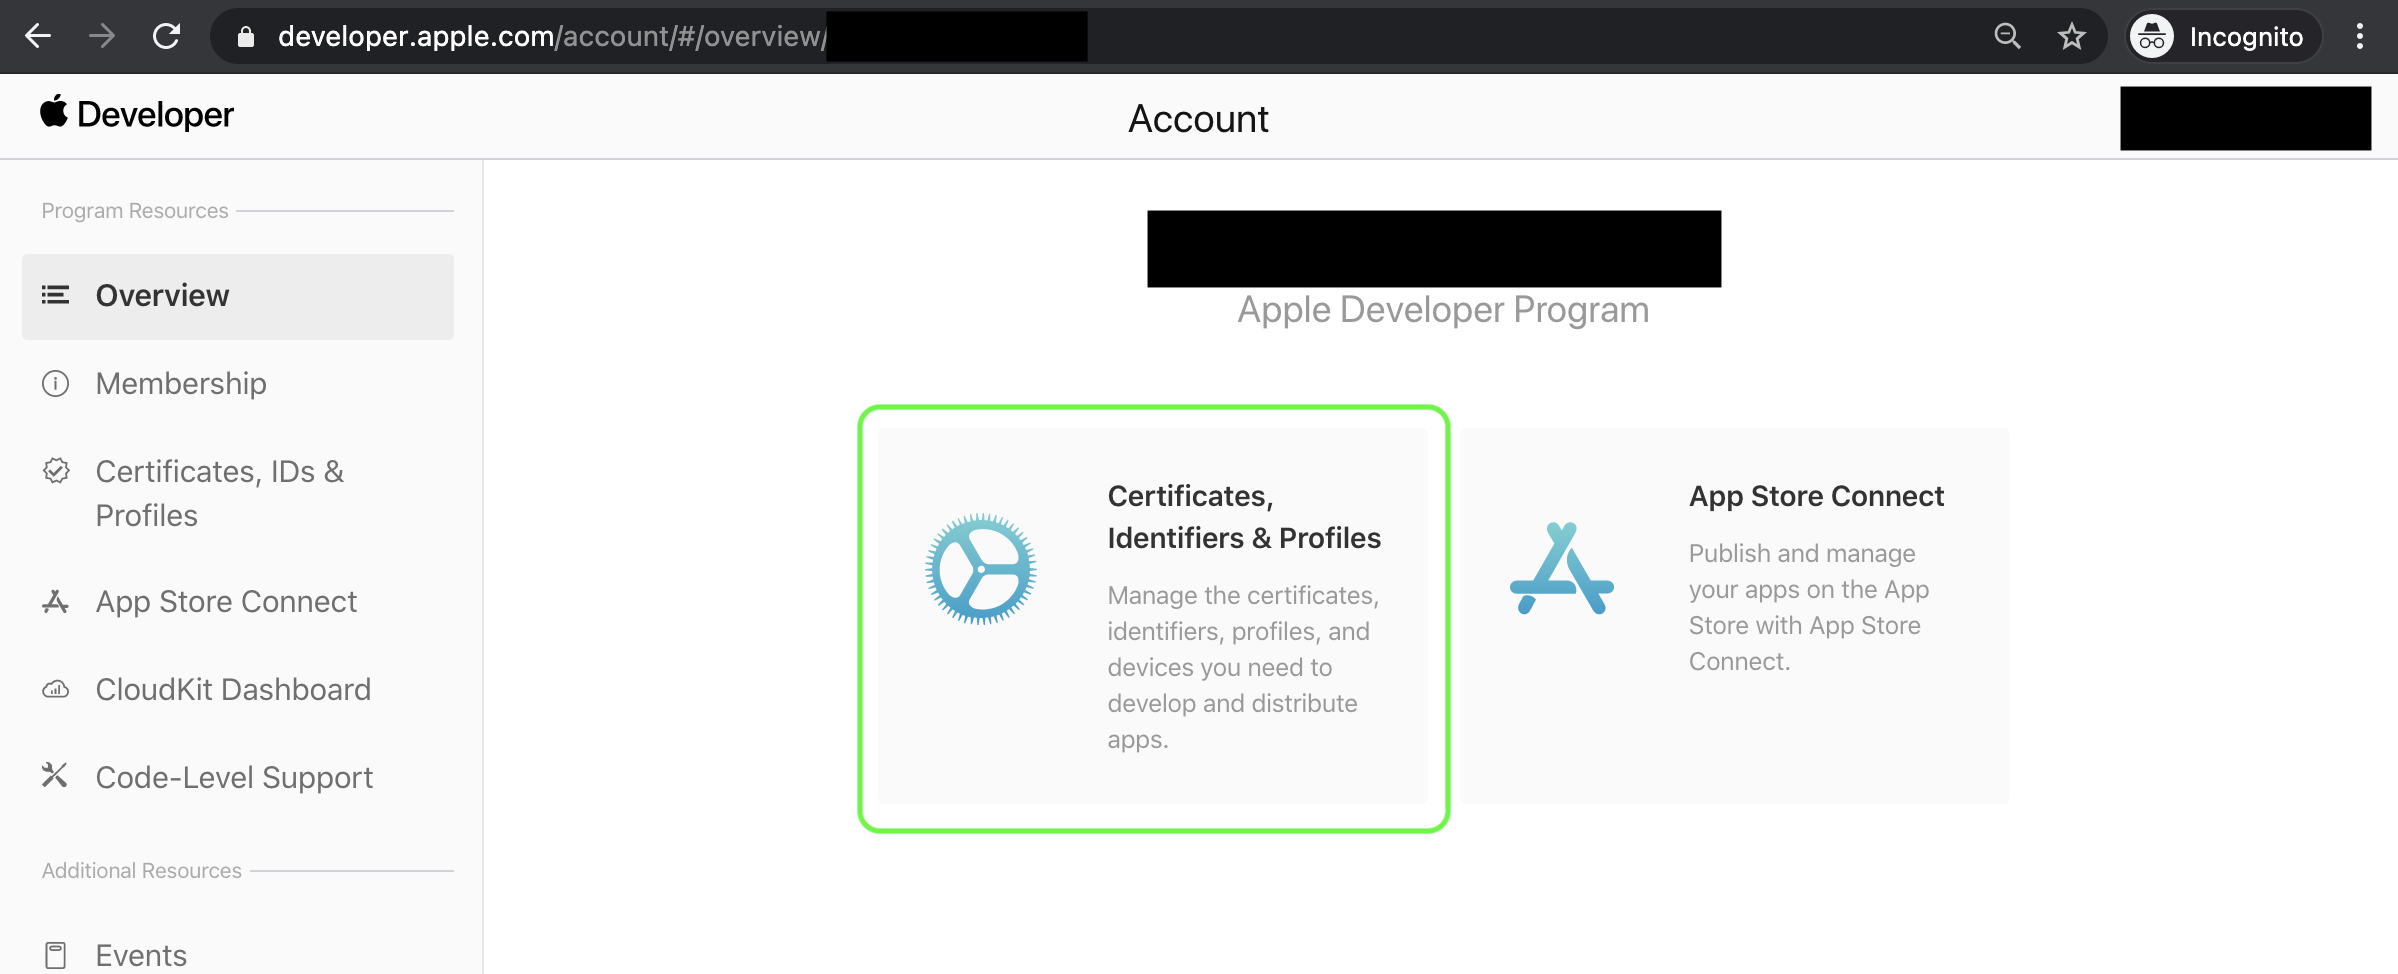 developer.apple.com/account/#/overview/
Incognito
Developer
Account
Program Resources
Overview
Membership
Certificates, IDs &
Profiles
App Store Connect
CloudKit Dashboard
Code-Level Support
Additional Resources
Events
Apple Developer Program
Certificates,
Identifiers & Profiles
Manage the certificates,
identifiers, profiles, and
devices you need to
develop and distribute
apps.
App Store Connect
Publish and manage
your apps on the App
Store with App Store
Connect.